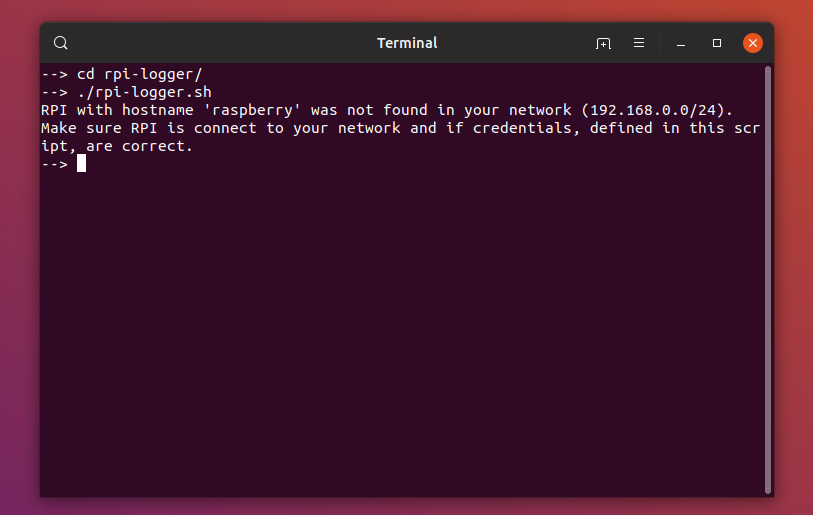 Terminal
--> cd rpi-logger/
--> ./rpi-logger.sh
RPI with hostname 'raspberry' was not found in your network (192.168.0.0/24).
Make sure RPI is connect to your network and if credentials, defined in this scr
ipt, are correct.
-->